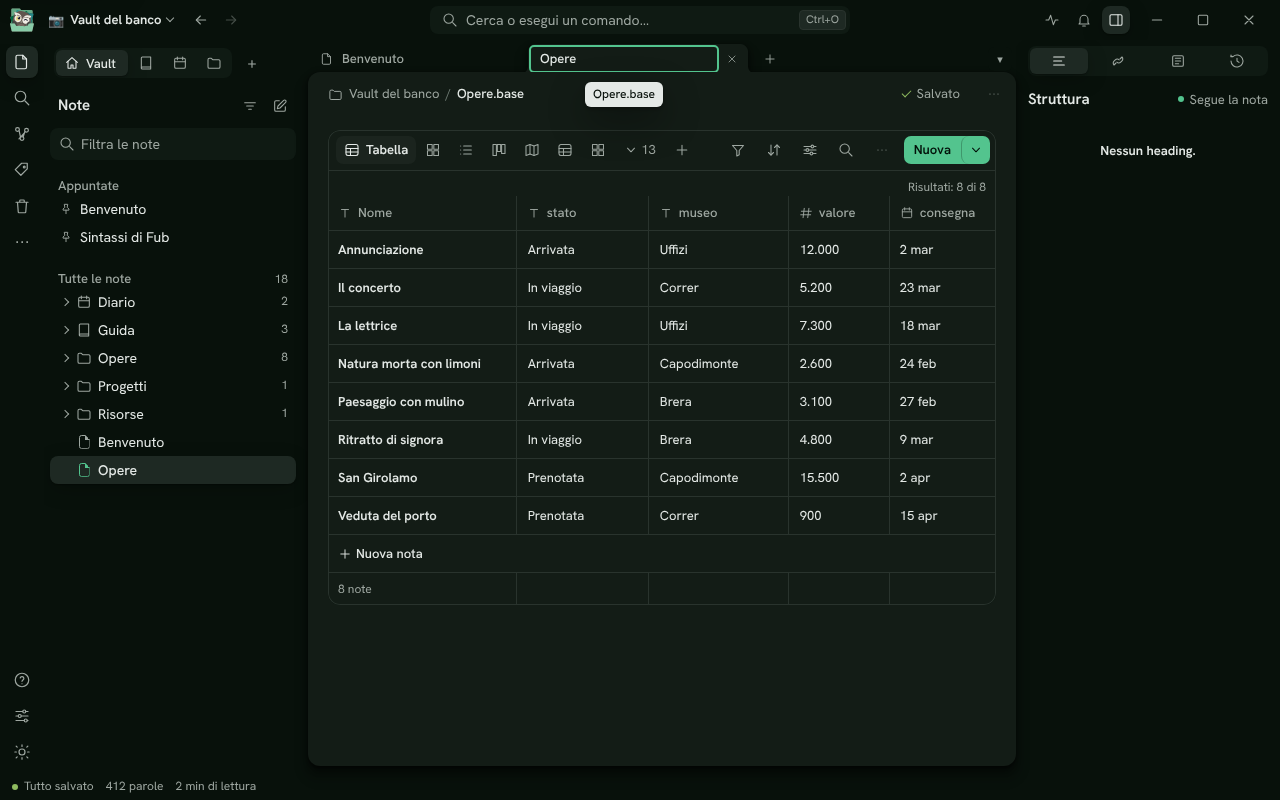 Vault del banco
Cerca o esegui un comando…
Ctrl+O
Vault
Benvenuto
Opere
Note
Vault del banco / Opere.base
Opere.base
Salvato
Struttura
Segue la nota
Filtra le note
Tabella
13
Nuova
Nessun heading.
Appuntate
Benvenuto
Sintassi di Fub
Risultati: 8 di 8
Nome stato museo valore consegna
Annunciazione Arrivata Uffizi 12.000 2 mar
Il concerto In viaggio Correr 5.200 23 mar
La lettrice In viaggio Uffizi 7.300 18 mar
Natura morta con limoni Arrivata Capodimonte 2.600 24 feb
Paesaggio con mulino Arrivata Brera 3.100 27 feb
Ritratto di signora In viaggio Brera 4.800 9 mar
San Girolamo Prenotata Capodimonte 15.500 2 apr
Veduta del porto Prenotata Correr 900 15 apr
Nuova nota
8 note
Tutte le note 18
Diario 2
Guida 3
Opere 8
Progetti 1
Risorse 1
Benvenuto
Opere
Tutto salvato 412 parole 2 min di lettura